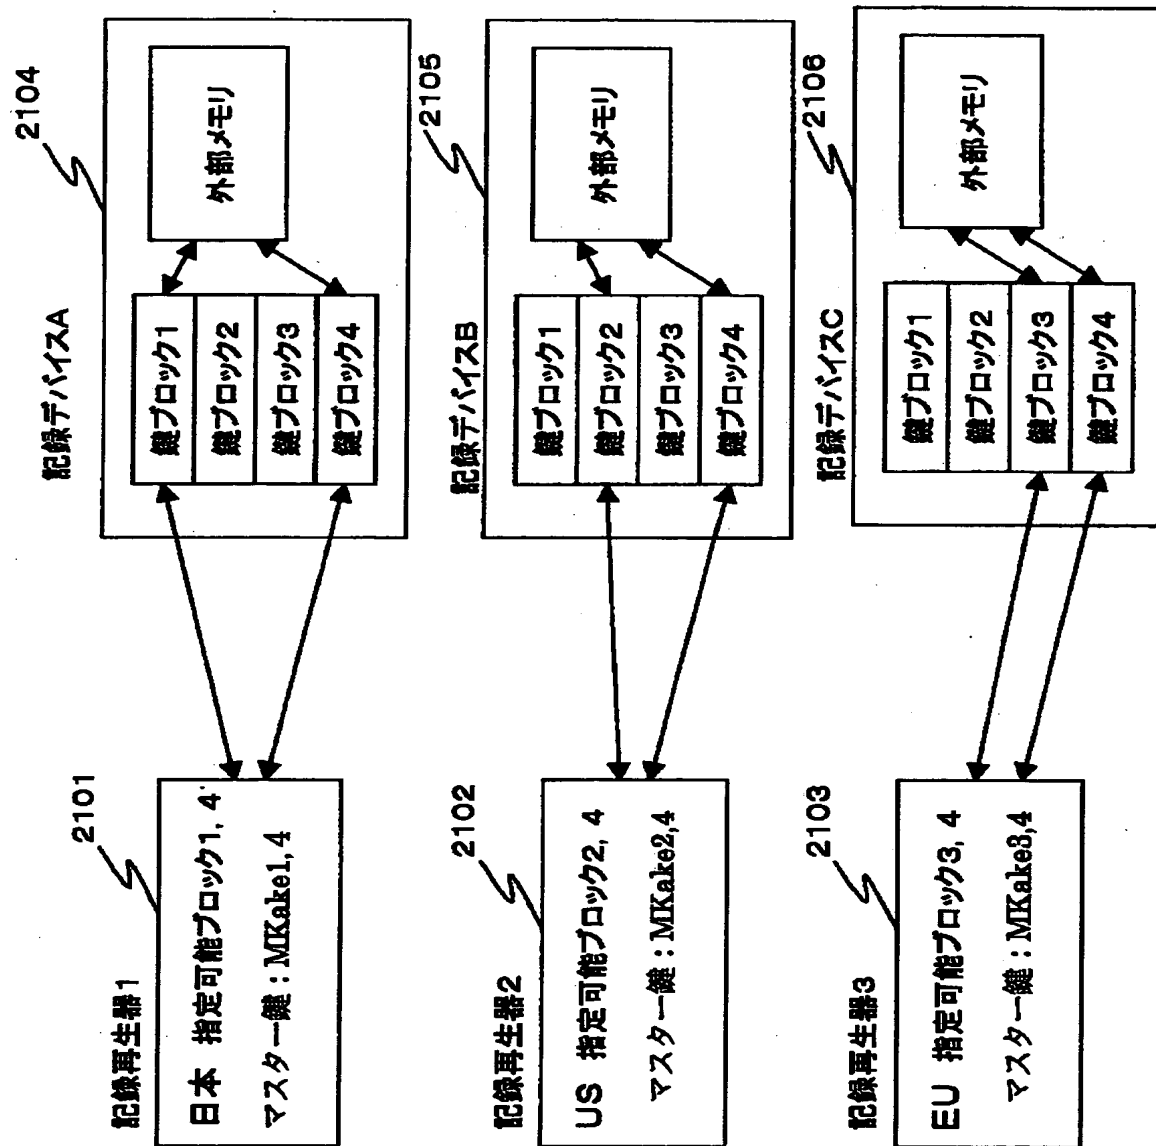 記録再生器1
2101
日本 指定可能ブロック1, 4
マスター鍵：MKake1,4
記録デバイスA
2104
鍵ブロック1
鍵ブロック2
鍵ブロック3
鍵ブロック4
外部メモリ
記録再生器2
2102
US 指定可能ブロック2, 4
マスター鍵：MKake2,4
記録デバイスB
2105
鍵ブロック1
鍵ブロック2
鍵ブロック3
鍵ブロック4
外部メモリ
記録再生器3
2103
EU 指定可能ブロック3, 4
マスター鍵：MKake3,4
記録デバイスC
2106
鍵ブロック1
鍵ブロック2
鍵ブロック3
鍵ブロック4
外部メモリ